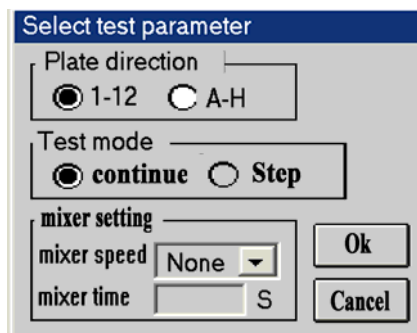 Select test parameter
Plate direction
1-12 A-H
Test mode
continue Step
mixer setting
mixer speed None
mixer time S
Ok
Cancel